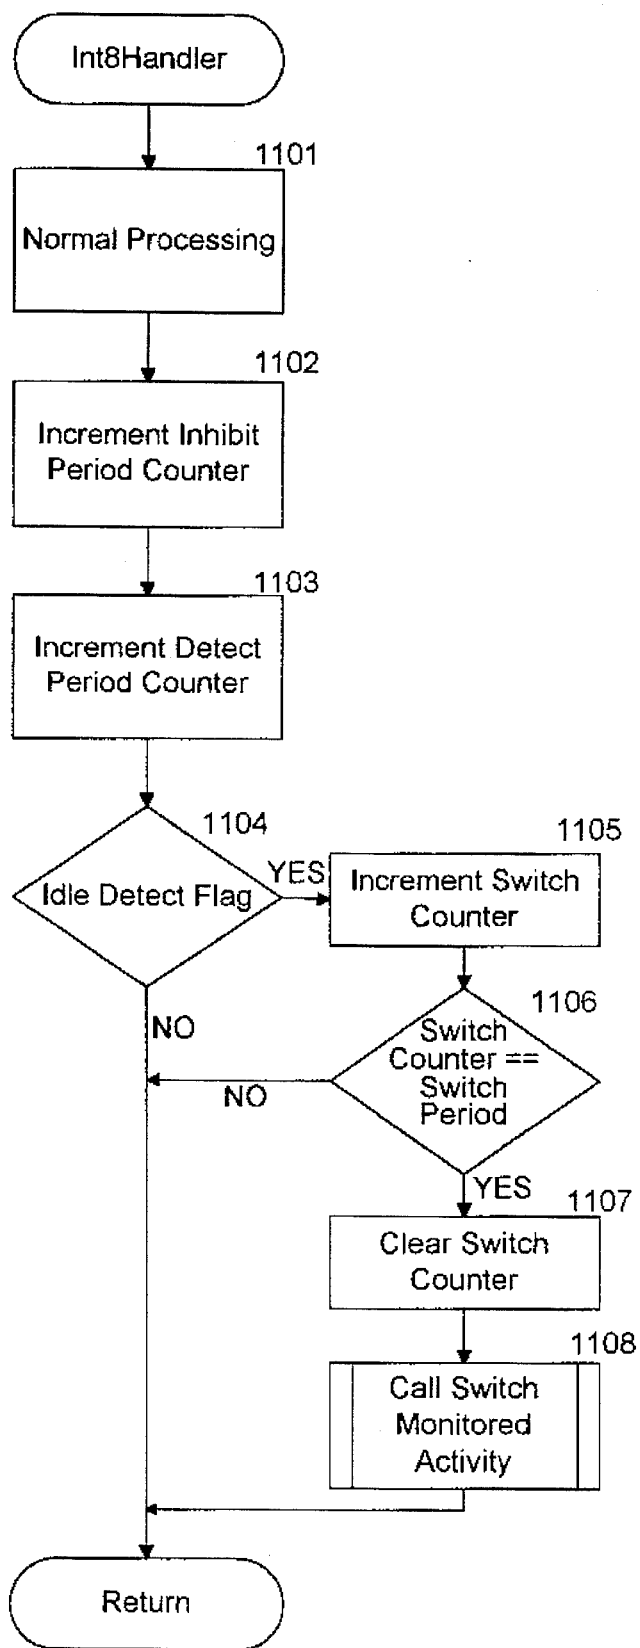 Int8Handler
1101
Normal Processing
1102
Increment Inhibit
Period Counter
1103
Increment Detect
Period Counter
1104
Idle Detect Flag
YES
1105
Increment Switch
Counter
NO
1106
Switch
Counter ==
Switch
Period
NO
YES
1107
Clear Switch
Counter
1108
Call Switch
Monitored
Activity
Return